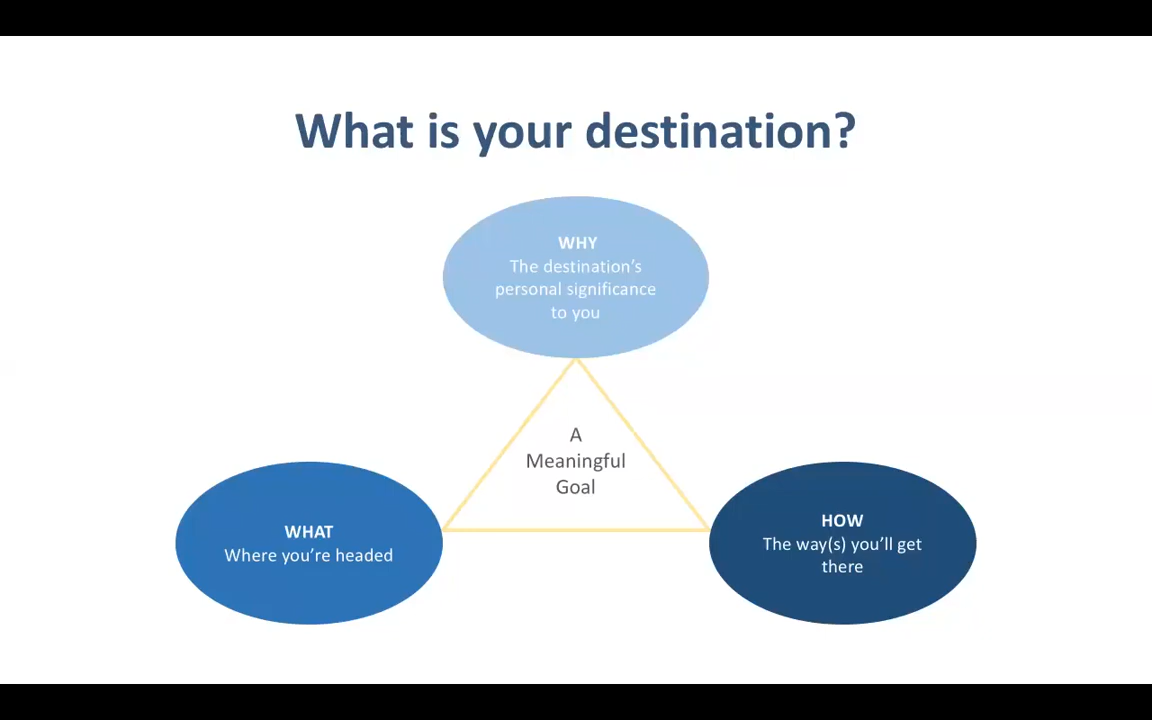 What is your destination?
WHY
The destination’s
personal significance
to you
A
Meaningful
Goal
WHAT
Where you’re headed
HOW
The way(s) you’ll get
there